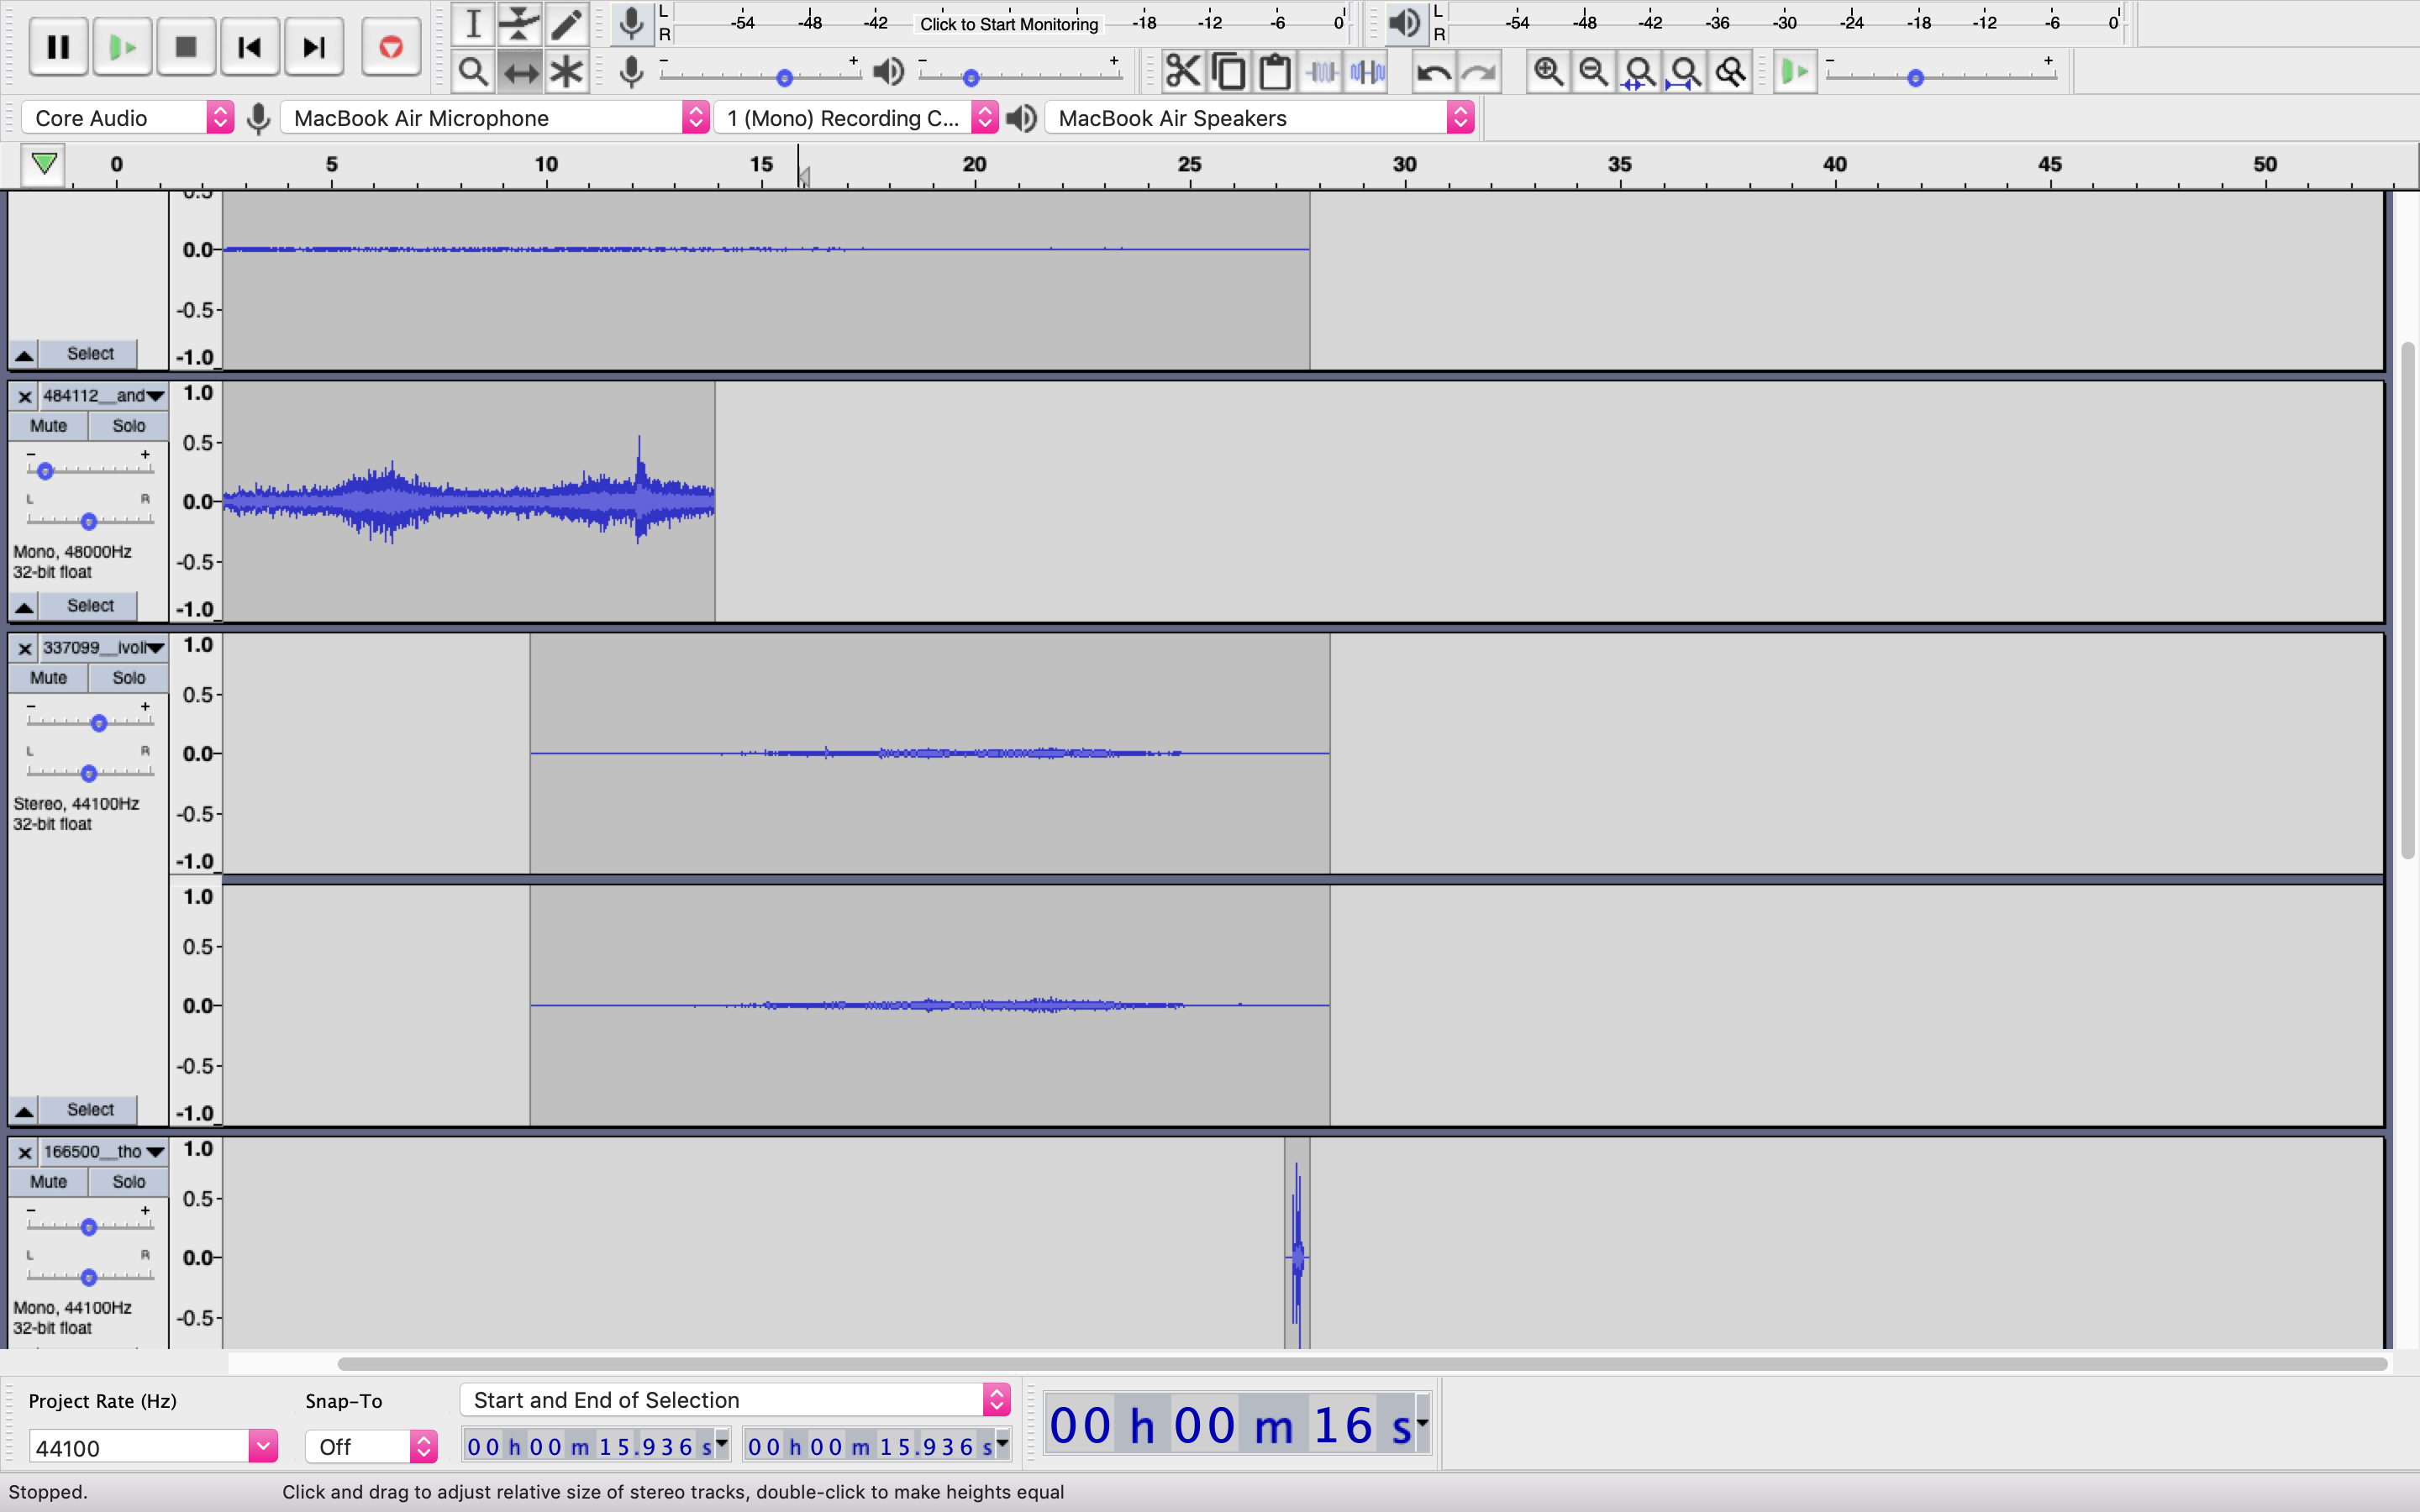 L
R
-54 -48 -42 Click to Start Monitoring -18 -12 -6 0
L
R
-54 -48 -42 -36 -30 -24 -18 -12 -6 0
- + - + - +
Core Audio MacBook Air Microphone 1 (Mono) Recording C... MacBook Air Speakers
0 5 10 15 20 25 30 35 40 45 50
0.5
0.0
-0.5
Select -1.0
484112__and 1.0
Mute Solo
0.5
- +
L R
0.0
Mono, 48000Hz
32-bit float
-0.5
Select -1.0
337099__ivoli 1.0
Mute Solo
0.5
- +
L R
0.0
Stereo, 44100Hz
32-bit float
-0.5
-1.0
1.0
0.5
0.0
-0.5
Select -1.0
166500__tho 1.0
Mute Solo
0.5
- +
L R
0.0
Mono, 44100Hz
32-bit float
-0.5
Project Rate (Hz) Snap-To Start and End of Selection
44100 Off 00 h 00 m 15.936 s 00 h 00 m 15.936 s 00 h 00 m 16 s
Stopped. Click and drag to adjust relative size of stereo tracks, double-click to make heights equal